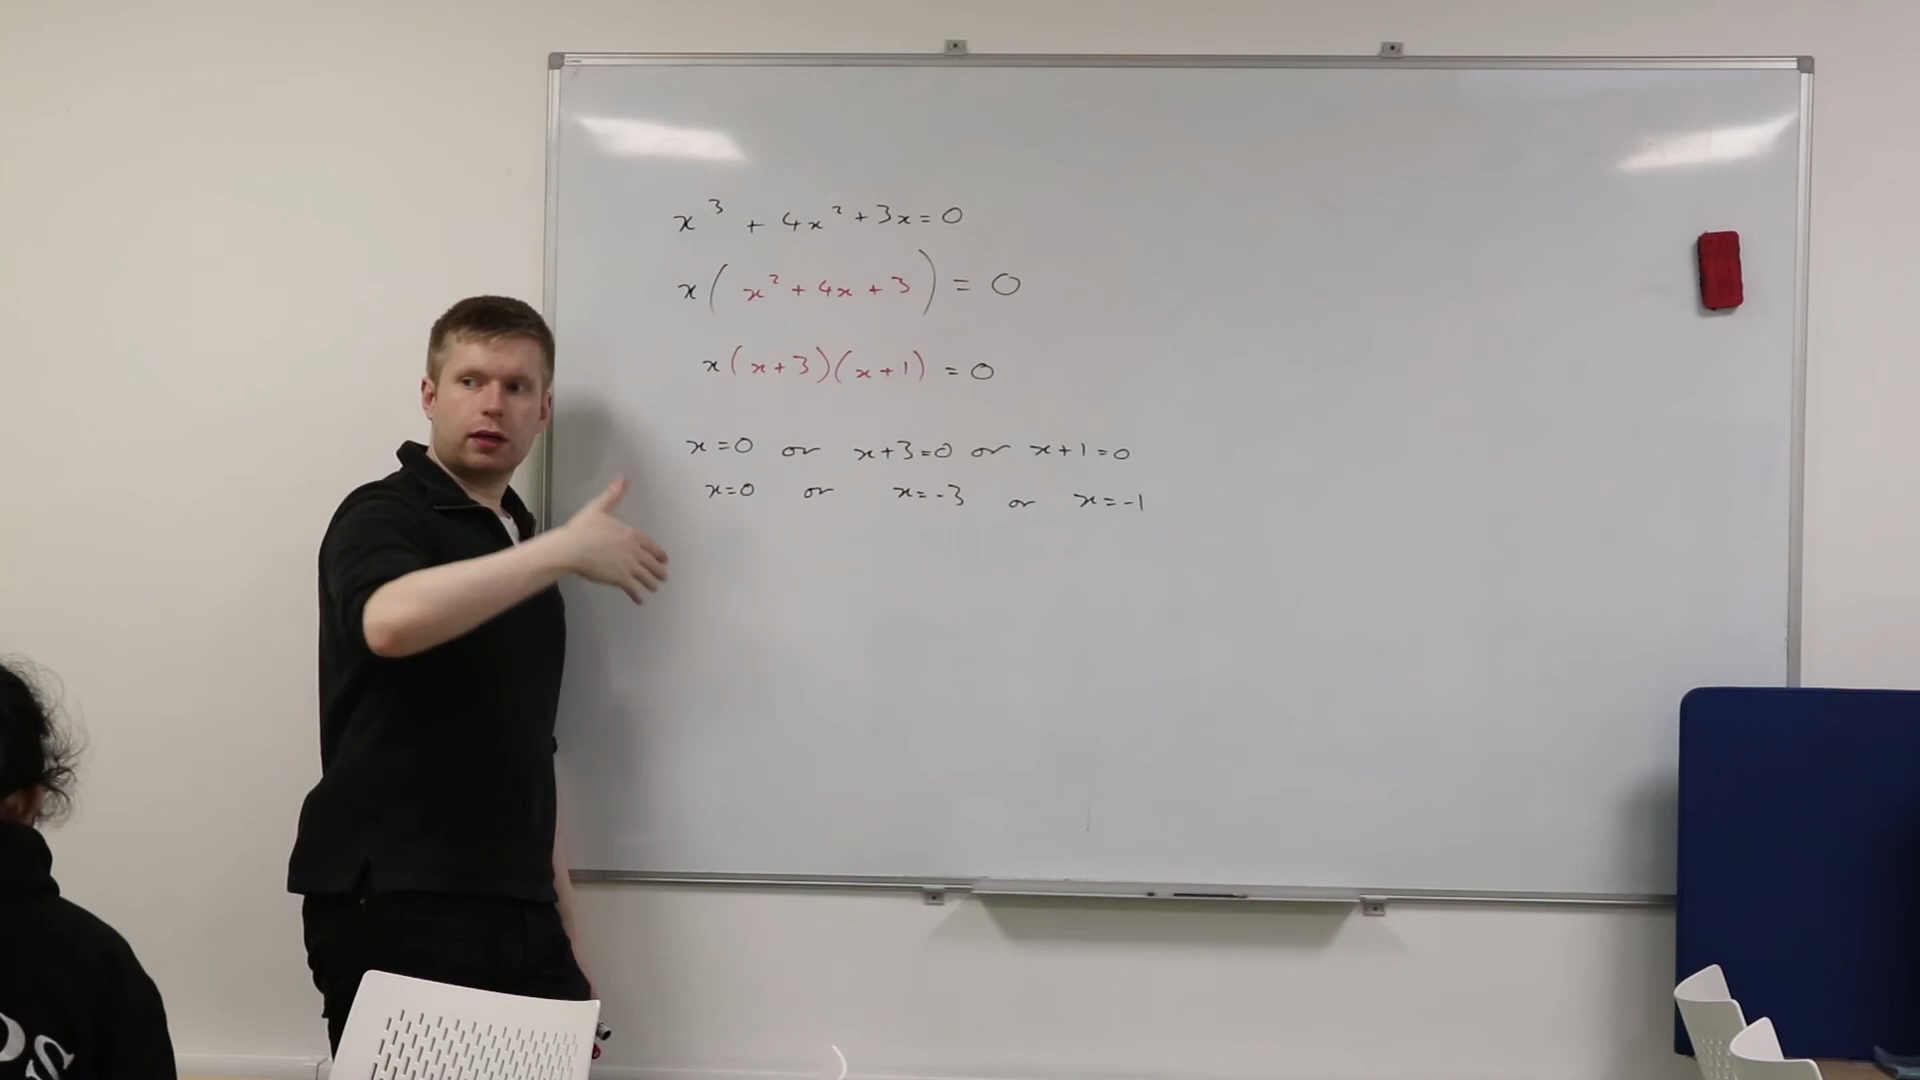 x³ + 4x² + 3x = 0
x( x² + 4x + 3 ) = 0
x(x+3)(x+1) = 0
x=0 or x+3=0 or x+1=0
x=0 or x=-3 or x=-1